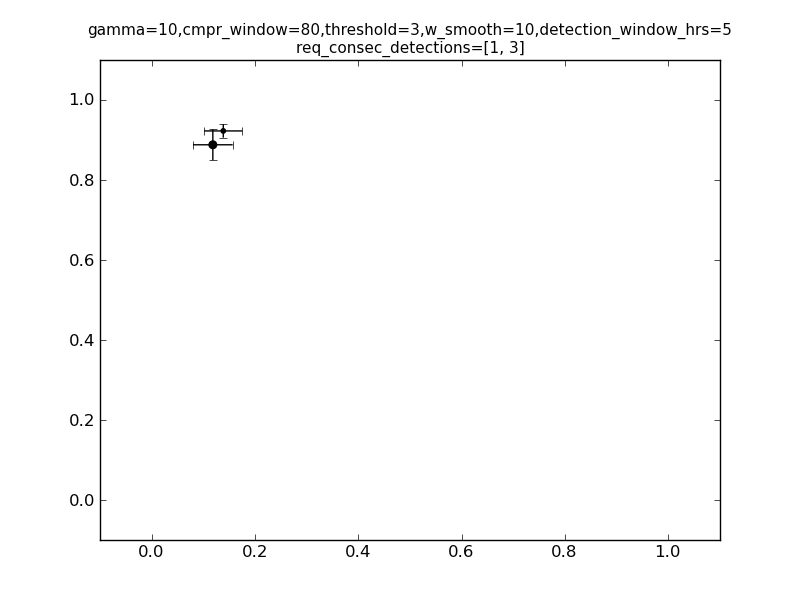 gamma=10,cmpr_window=80,threshold=3,w_smooth=10,detection_window_hrs=5
req_consec_detections=[1, 3]
1.0
0.8
0.6
0.4
0.2
0.0
0.0 0.2 0.4 0.6 0.8 1.0